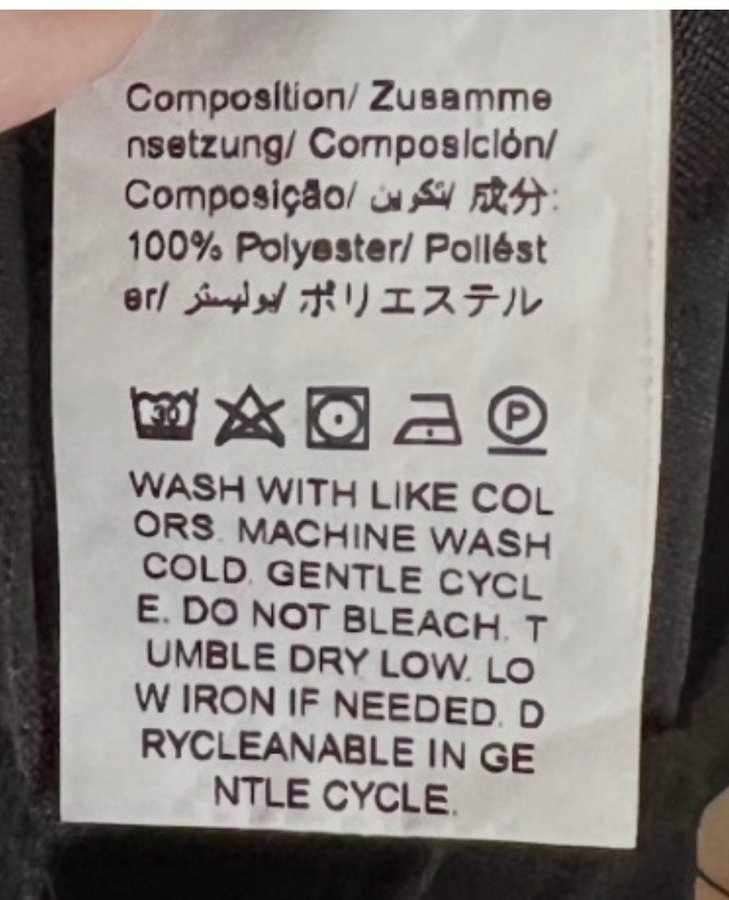 Composition/ Zusamme
nsetzung/ Composición/
Composição/ التكوين/ 成分:
100% Polyester/ Poliést
er/ بوليستر/ ポリエステル
30
P
WASH WITH LIKE COL
ORS. MACHINE WASH
COLD. GENTLE CYCL
E. DO NOT BLEACH. T
UMBLE DRY LOW. LO
W IRON IF NEEDED. D
RYCLEANABLE IN GE
NTLE CYCLE.